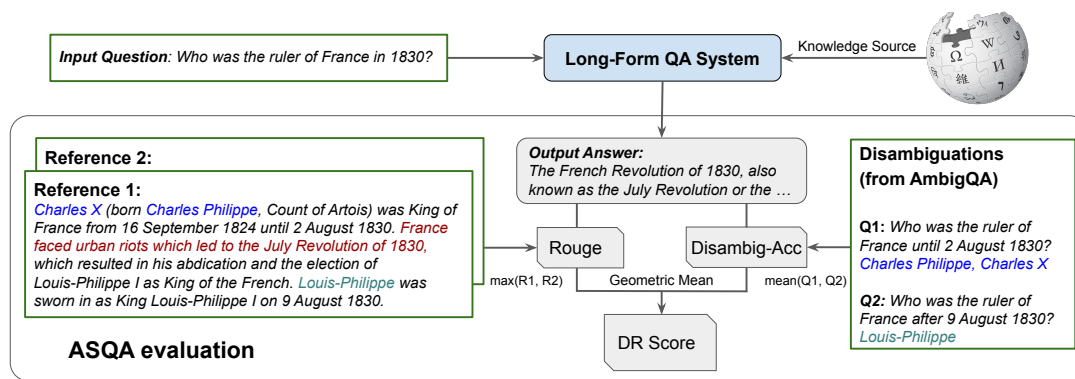 Input Question: Who was the ruler of France in 1830?
Long-Form QA System
Knowledge Source
Ω
W
維
И
7
Reference 2:
Reference 1:
Charles X (born Charles Philippe, Count of Artois) was King of
France from 16 September 1824 until 2 August 1830. France
faced urban riots which led to the July Revolution of 1830,
which resulted in his abdication and the election of
Louis-Philippe I as King of the French. Louis-Philippe was
sworn in as King Louis-Philippe I on 9 August 1830.
Output Answer:
The French Revolution of 1830, also
known as the July Revolution or the …
Disambiguations
(from AmbigQA)
Q1: Who was the ruler of
France until 2 August 1830?
Charles Philippe, Charles X
Q2: Who was the ruler of
France after 9 August 1830?
Louis-Philippe
Rouge
Disambig-Acc
max(R1, R2)
Geometric Mean
mean(Q1, Q2)
DR Score
ASQA evaluation